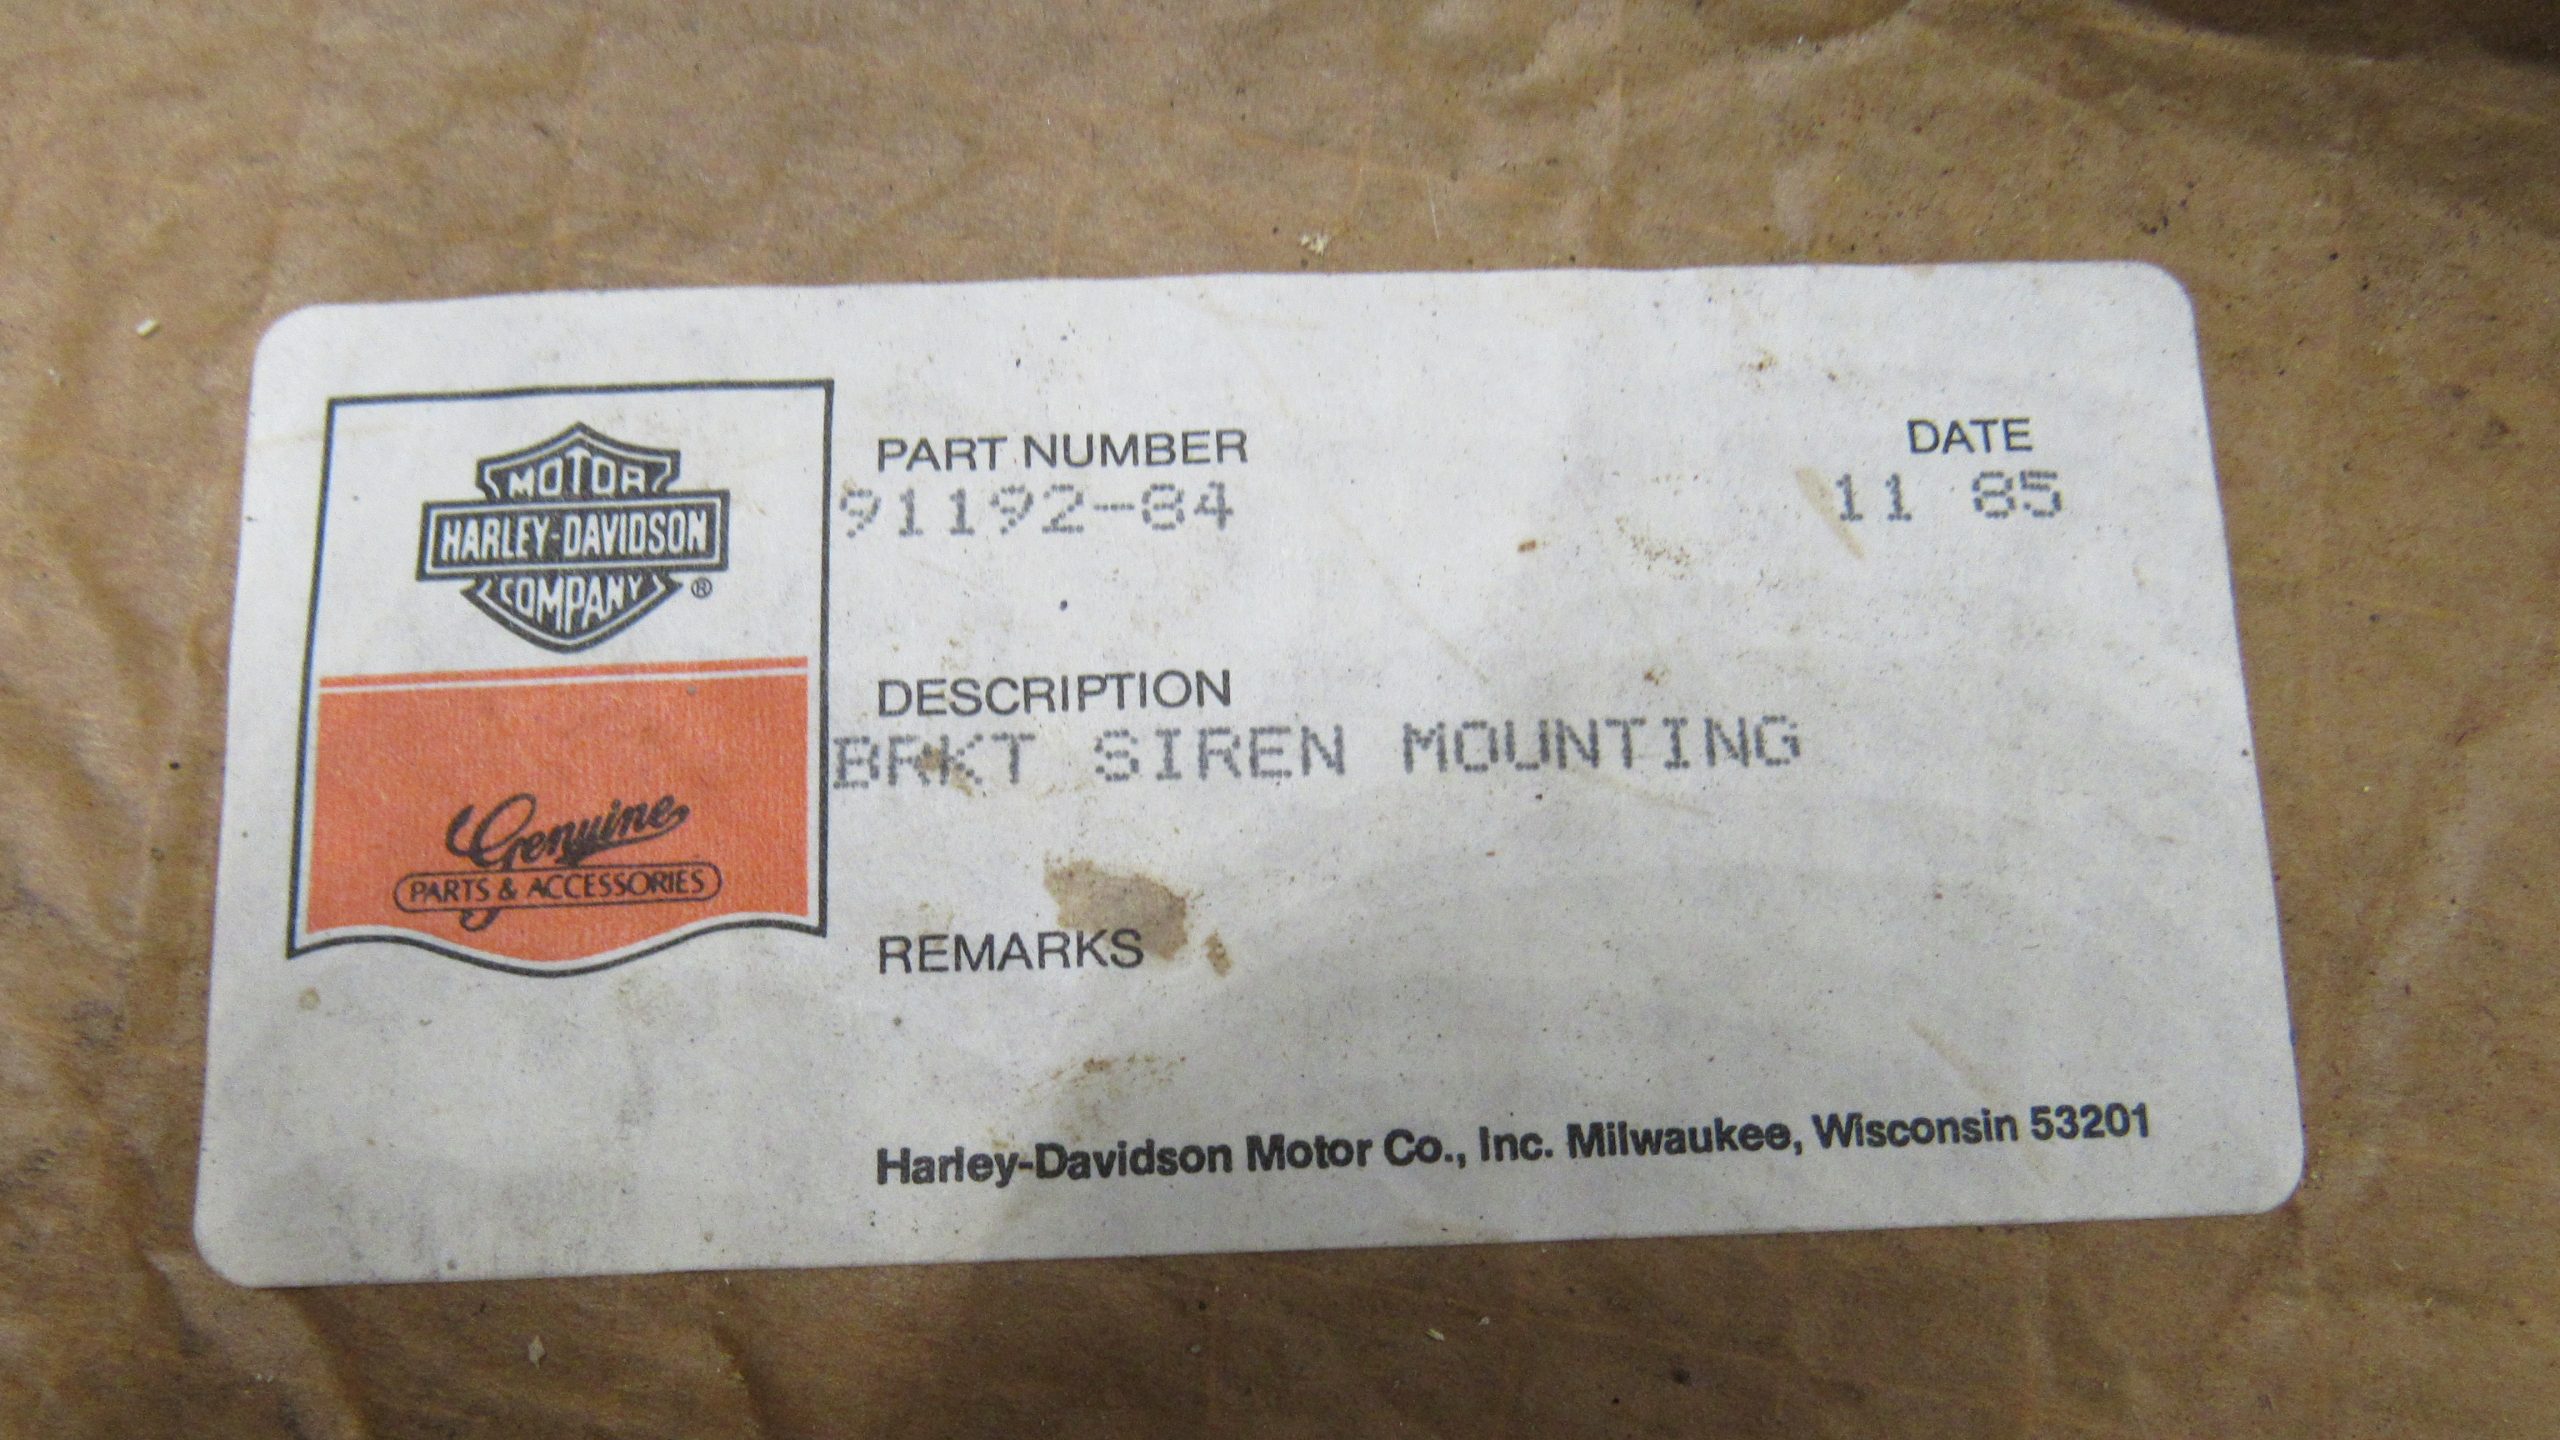 MOTOR
HARLEY-DAVIDSON
COMPANY
®
Genuine
PARTS & ACCESSORIES
PART NUMBER
91192-84
DATE
11 85
DESCRIPTION
BRKT SIREN MOUNTING
REMARKS
Harley-Davidson Motor Co., Inc. Milwaukee, Wisconsin 53201